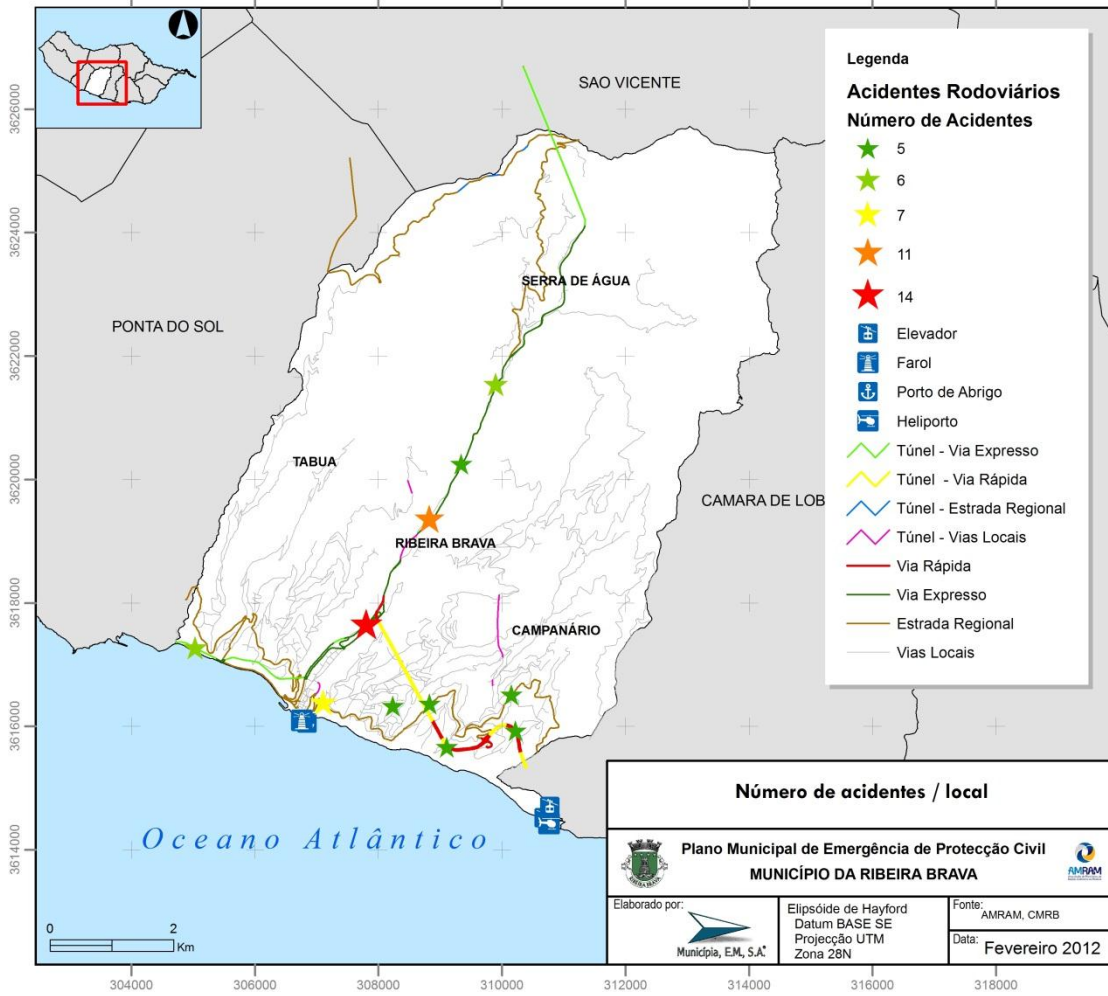 SAO VICENTE
SERRA DE ÁGUA
PONTA DO SOL
TABUA
CAMARA DE LOB
RIBEIRA BRAVA
CAMPANÁRIO
Oceano Atlântico
0 2
Km
3626000
3624000
3622000
3620000
3618000
3616000
3614000
304000 306000 308000 310000 312000 314000 316000 318000
Legenda
Acidentes Rodoviários
Número de Acidentes
5
6
7
11
14
Elevador
Farol
Porto de Abrigo
Heliporto
Túnel - Via Expresso
Túnel - Via Rápida
Túnel - Estrada Regional
Túnel - Vias Locais
Via Rápida
Via Expresso
Estrada Regional
Vias Locais
Número de acidentes / local
Plano Municipal de Emergência de Protecção Civil
MUNICÍPIO DA RIBEIRA BRAVA
AMRAM
Elaborado por:
Municípia, E.M., S.A.
Elipsóide de Hayford
Datum BASE SE
Projecção UTM
Zona 28N
Fonte:
AMRAM, CMRB
Data: Fevereiro 2012